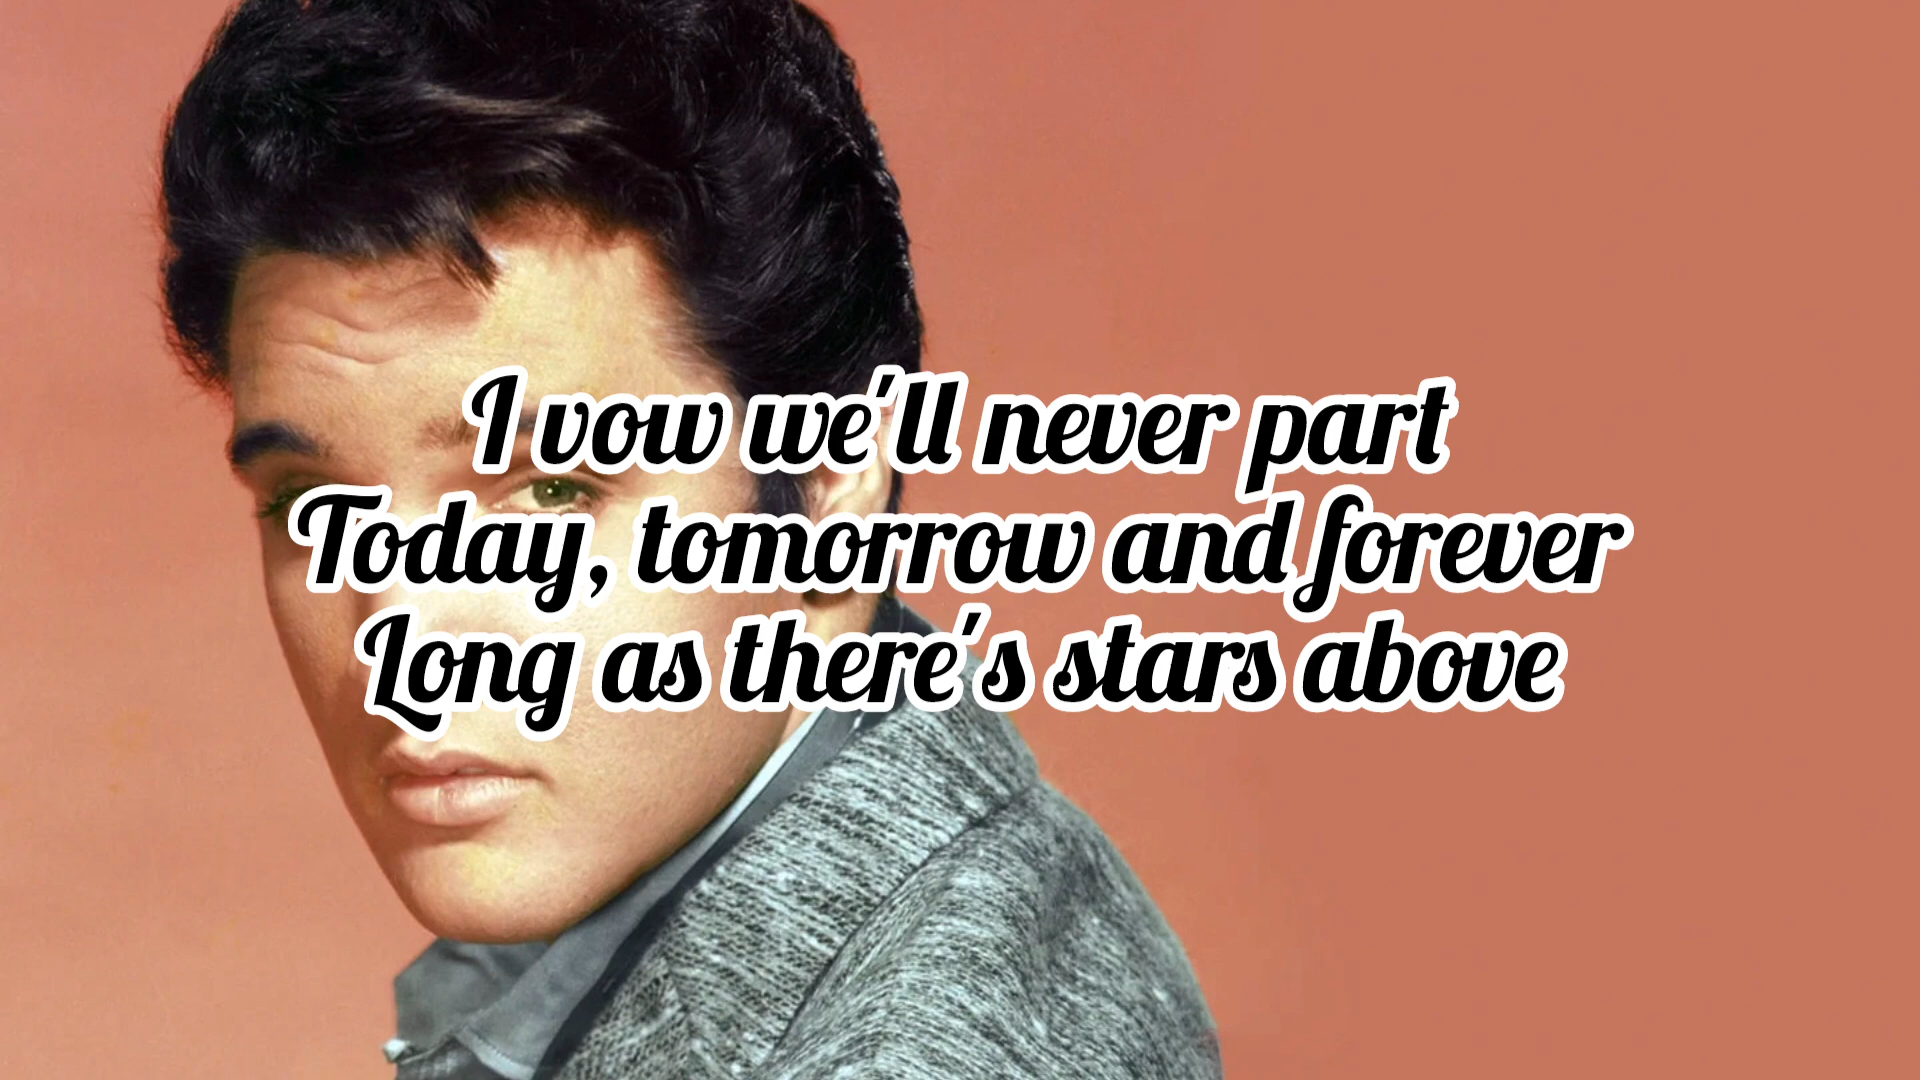 I vow we'll never part
Today, tomorrow and forever
Long as there's stars above